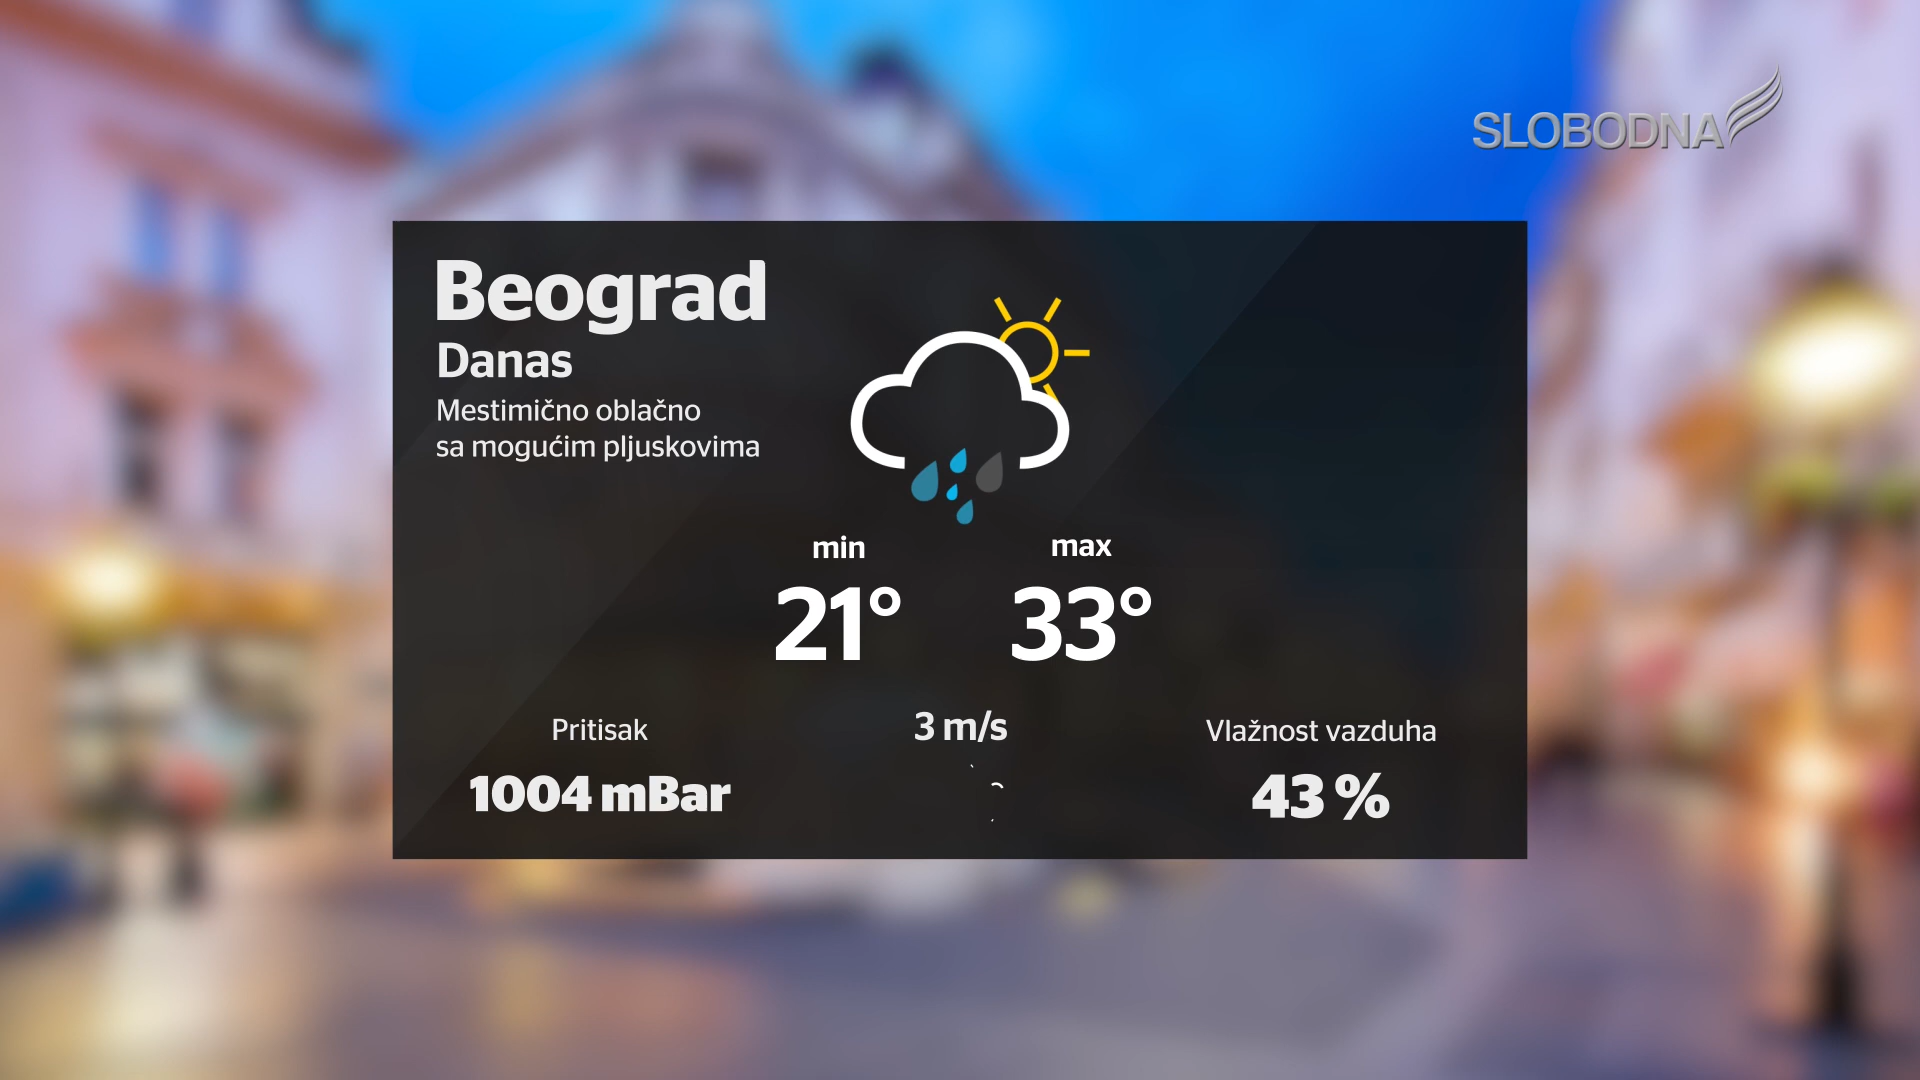 SLOBODNA
Beograd
Danas
Mestimično oblačno
sa mogućim pljuskovima
min
max
21°
33°
Pritisak
3 m/s
Vlažnost vazduha
1004 mBar
43 %